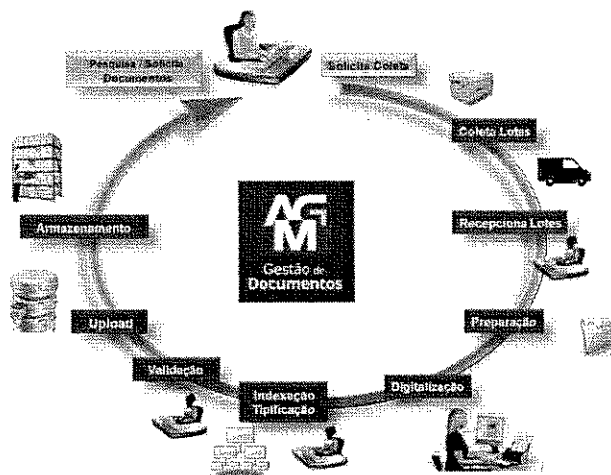 Pesquisa / Solicita
Documentos
Solicita Coleta
Coleta Lotes
Recepciona Lotes
Preparação
Digitalização
Indexação
Tipificação
Validação
Upload
Armazenamento
AGM
Gestão de
Documentos